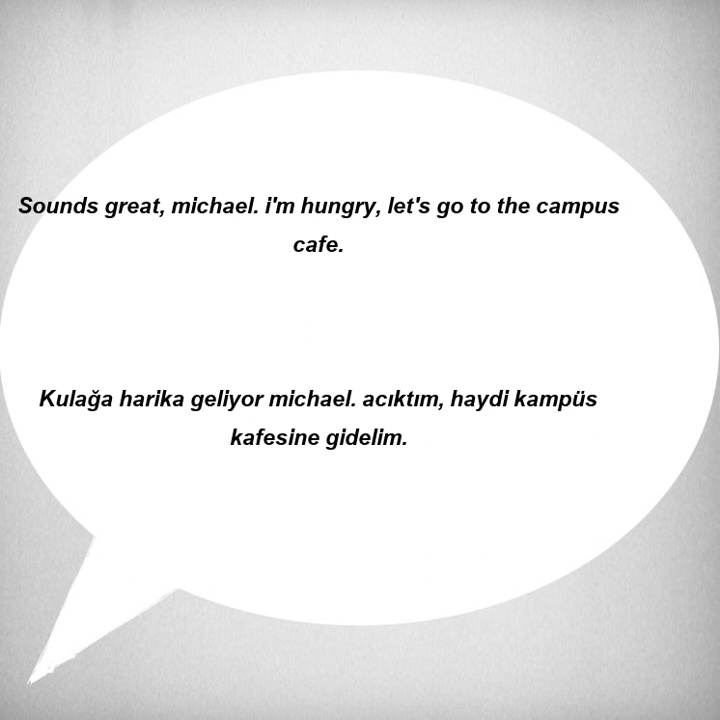 Sounds great, michael. i'm hungry, let's go to the campus
cafe.
Kulağa harika geliyor michael. acıktım, haydi kampüs
kafesine gidelim.